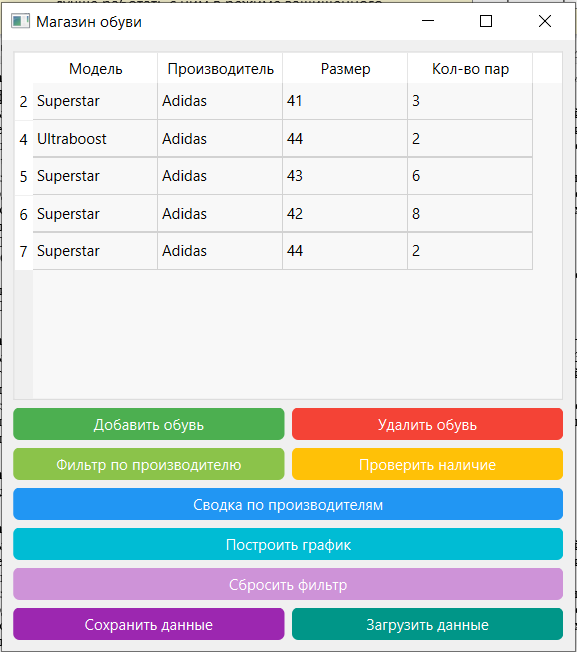 Магазин обуви
Модель Производитель Размер Кол-во пар
2 Superstar Adidas 41 3
4 Ultraboost Adidas 44 2
5 Superstar Adidas 43 6
6 Superstar Adidas 42 8
7 Superstar Adidas 44 2
Добавить обувь Удалить обувь
Фильтр по производителю Проверить наличие
Сводка по производителям
Построить график
Сбросить фильтр
Сохранить данные Загрузить данные